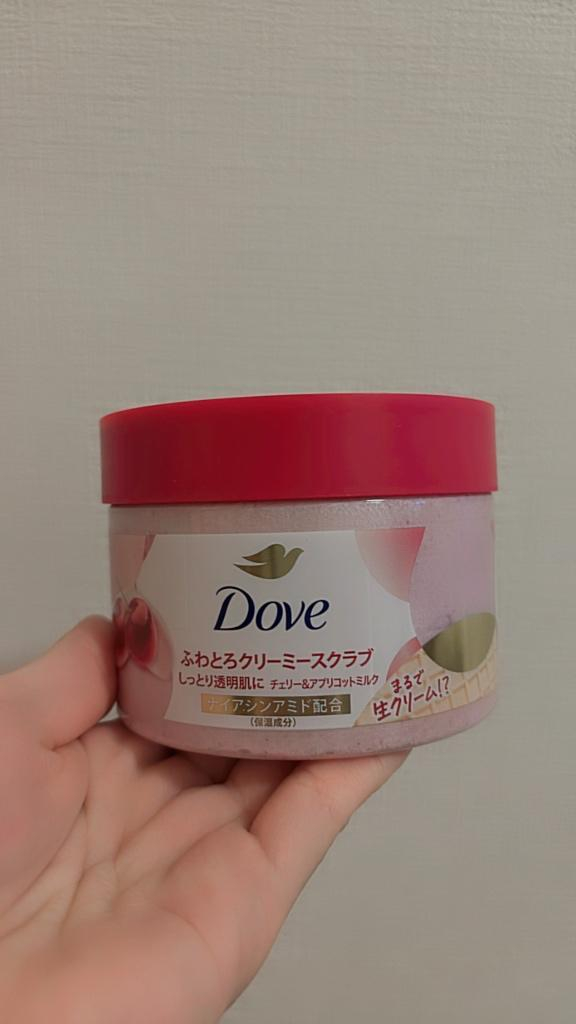 Dove
ふわとろクリーミースクラブ
しっとり透明肌に チェリー&アプリコットミルク
ナイアシンアミド配合
(保湿成分)
まるで
生クリーム!?